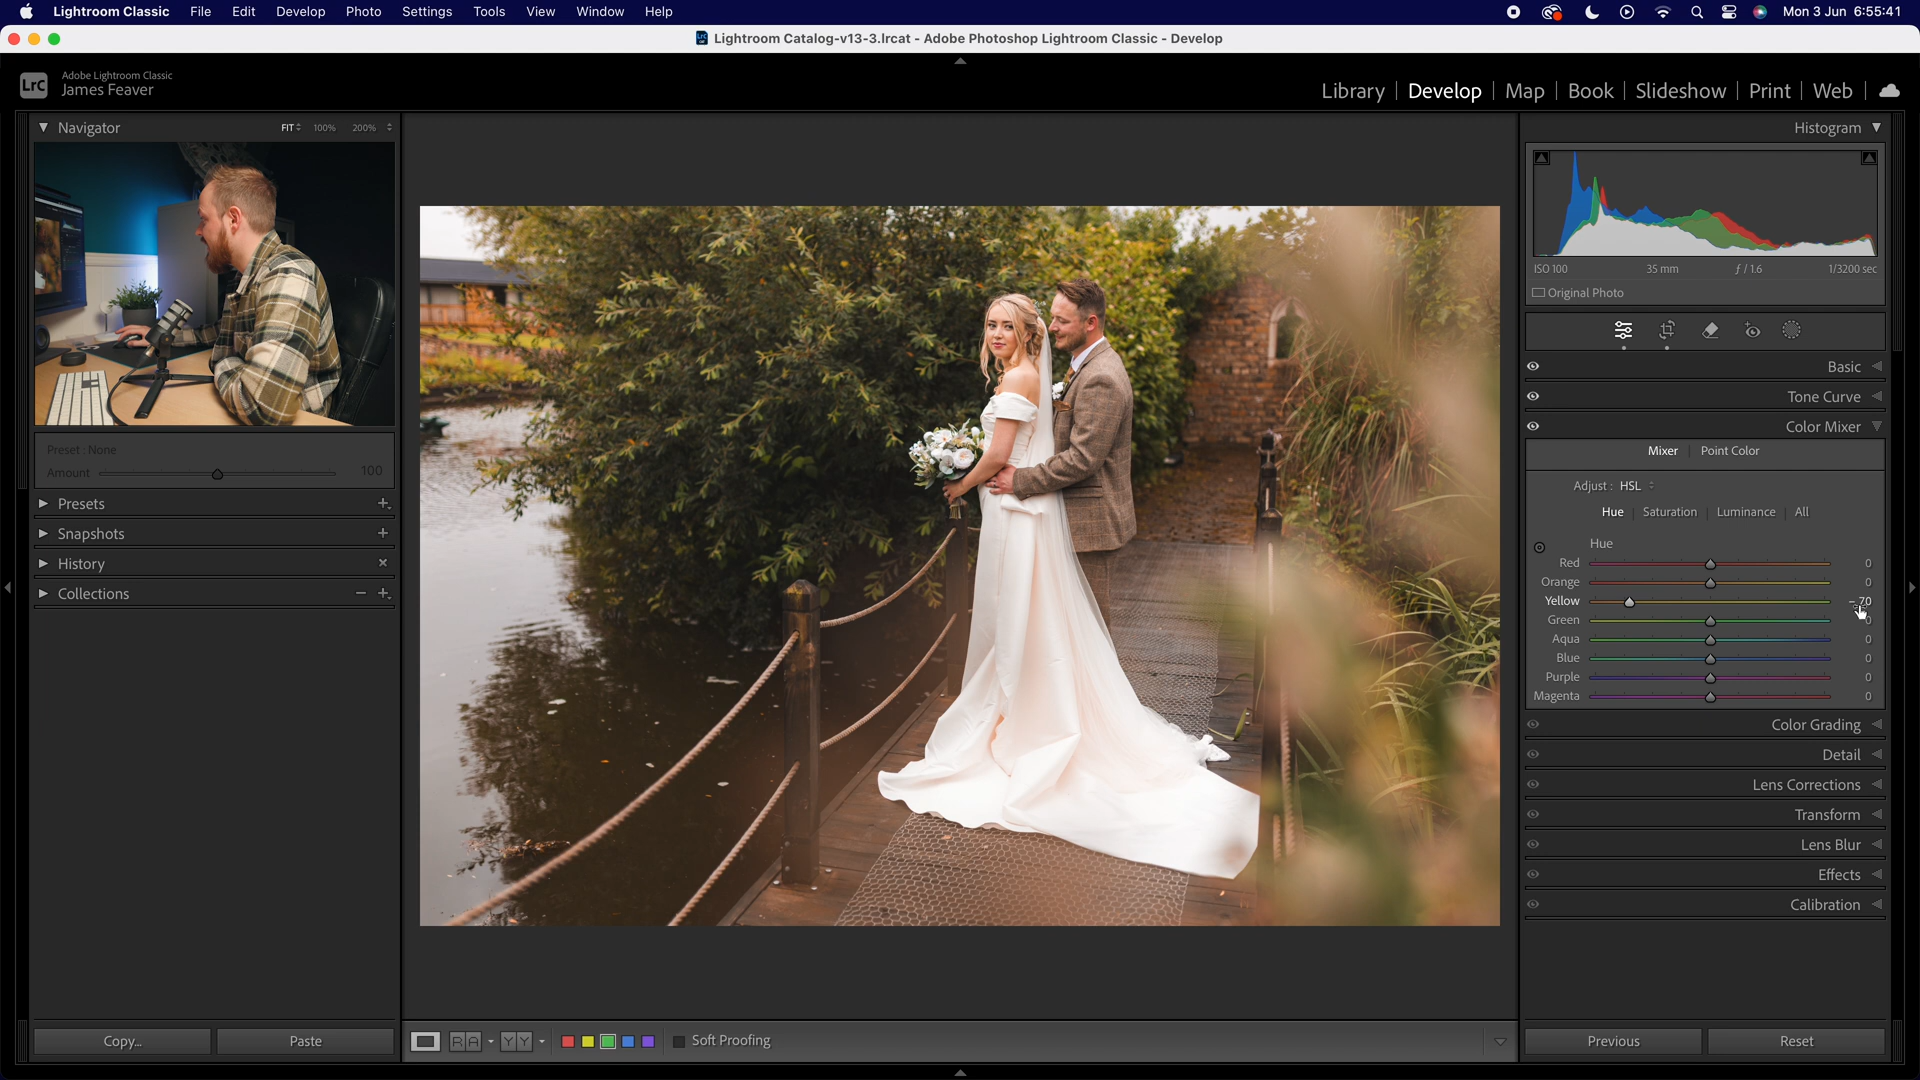 Lightroom Classic File Edit Develop Photo Settings Tools View Window Help Mon 3 Jun 6:55:41
LrC Lightroom Catalog-v13-3.lrcat - Adobe Photoshop Lightroom Classic - Develop
LrC Adobe Lightroom Classic
James Feaver
Library | Develop | Map | Book | Slideshow | Print | Web
Navigator FIT 100% 200%
Preset : None
Amount 100
Presets
Snapshots
History
Collections
Copy... Paste
R A Y Y Soft Proofing
Histogram
ISO 100 35 mm ƒ / 1.6 1/3200 sec
Original Photo
Basic
Tone Curve
Color Mixer
Mixer | Point Color
Adjust : HSL
Hue | Saturation | Luminance | All
Hue
Red 0
Orange 0
Yellow - 70
Green 0
Aqua 0
Blue 0
Purple 0
Magenta 0
Color Grading
Detail
Lens Corrections
Transform
Lens Blur
Effects
Calibration
Previous Reset